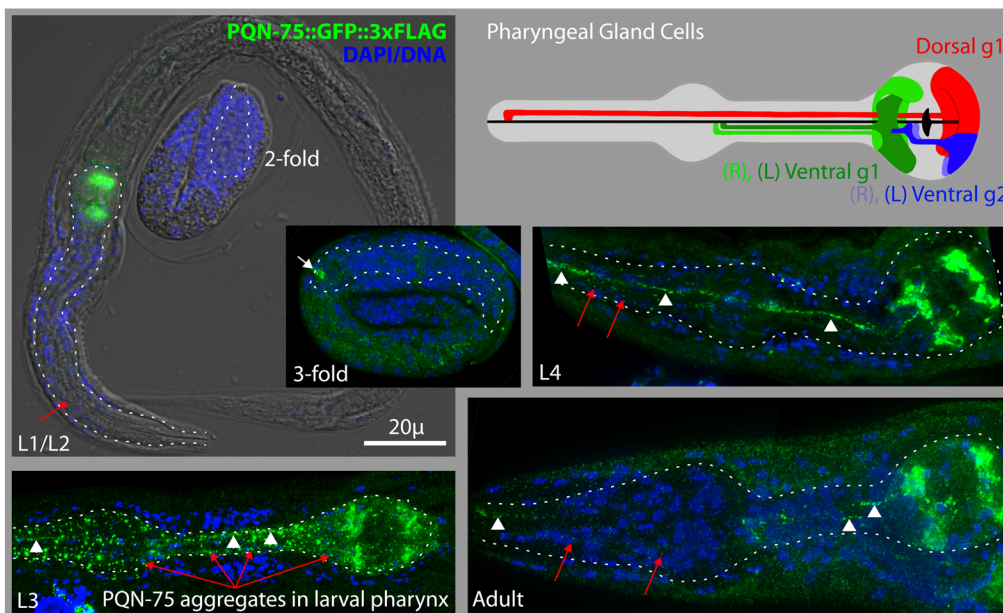 PQN-75::GFP::3xFLAG
DAPI/DNA
2-fold
L1/L2
20µ
Pharyngeal Gland Cells
Dorsal g1
(R), (L) Ventral g1
(R), (L) Ventral g2
3-fold
L4
L3
PQN-75 aggregates in larval pharynx
Adult